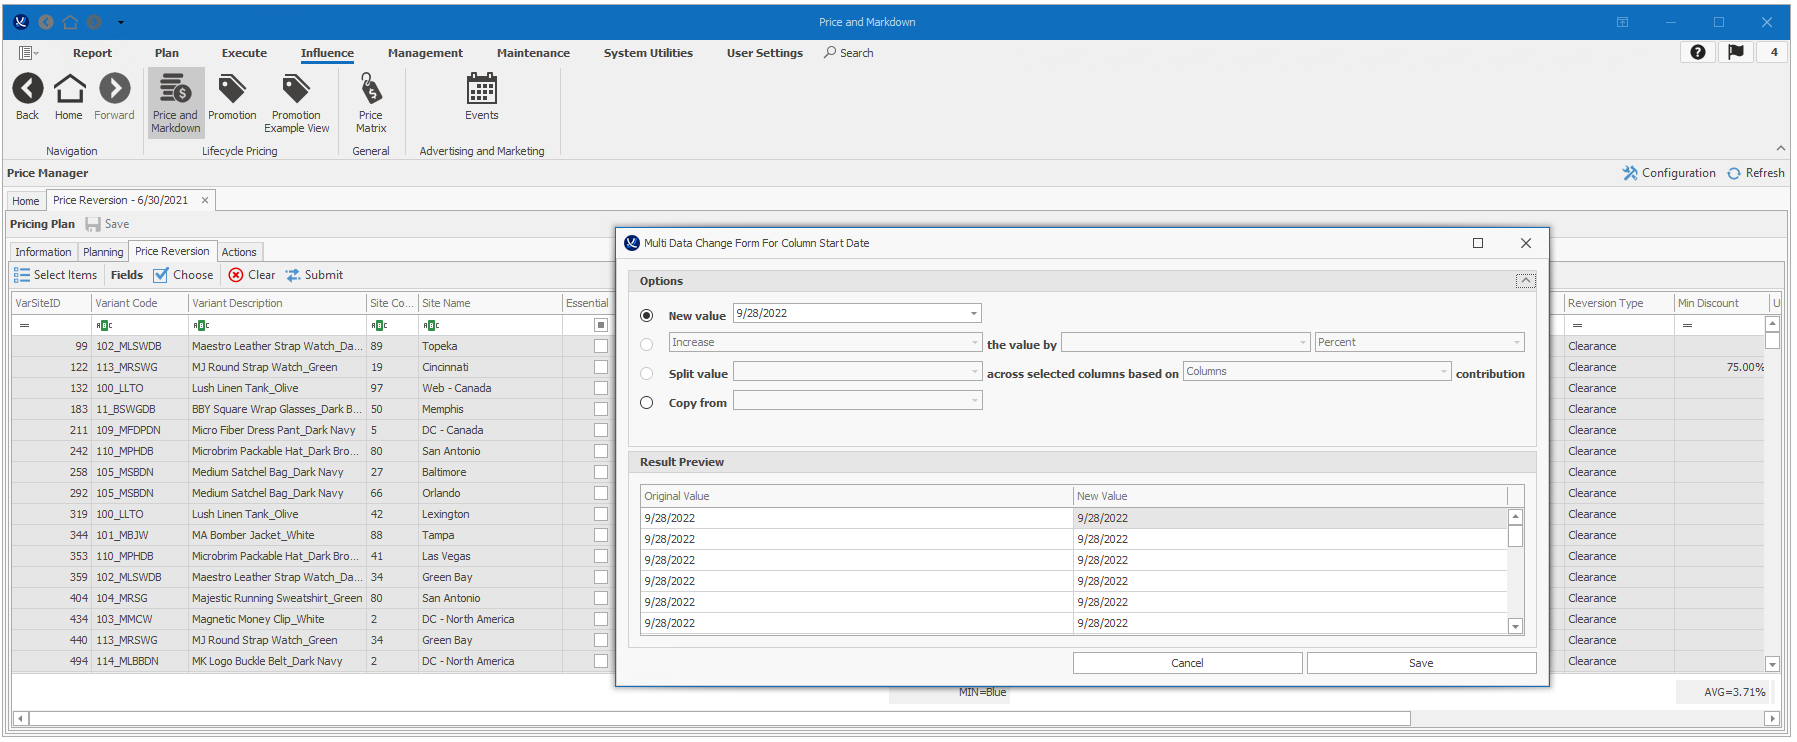 Price and Markdown
Report Plan Execute Influence Management Maintenance System Utilities User Settings Search 4
Back Home Forward Price and Markdown Promotion Promotion Example View Price Matrix Events
Navigation Lifecycle Pricing General Advertising and Marketing
Price Manager Configuration Refresh
Home Price Reversion - 6/30/2021
Pricing Plan Save
Information Planning Price Reversion Actions
Select Items Fields Choose Clear Submit
VarSiteID Variant Code Variant Description Site Co... Site Name Essential Reversion Type Min Discount U
= ABC ABC ABC ABC = =
99 102_MLSWDB Maestro Leather Strap Watch_Da... 89 Topeka Clearance
122 113_MRSWG MJ Round Strap Watch_Green 19 Cincinnati Clearance 75.00%
132 100_LLTO Lush Linen Tank_Olive 97 Web - Canada Clearance
183 11_BSWGDB BBY Square Wrap Glasses_Dark B... 50 Memphis Clearance
211 109_MFDPDN Micro Fiber Dress Pant_Dark Navy 5 DC - Canada Clearance
242 110_MPHDB Microbrim Packable Hat_Dark Bro... 80 San Antonio Clearance
258 105_MSBDN Medium Satchel Bag_Dark Navy 27 Baltimore Clearance
292 105_MSBDN Medium Satchel Bag_Dark Navy 66 Orlando Clearance
319 100_LLTO Lush Linen Tank_Olive 42 Lexington Clearance
344 101_MBJW MA Bomber Jacket_White 88 Tampa Clearance
353 110_MPHDB Microbrim Packable Hat_Dark Bro... 41 Las Vegas Clearance
359 102_MLSWDB Maestro Leather Strap Watch_Da... 34 Green Bay Clearance
404 104_MRSG Majestic Running Sweatshirt_Green 80 San Antonio Clearance
434 103_MMCW Magnetic Money Clip_White 2 DC - North America Clearance
440 113_MRSWG MJ Round Strap Watch_Green 34 Green Bay Clearance
494 114_MLBBDN MK Logo Buckle Belt_Dark Navy 2 DC - North America Clearance
MIN=Blue AVG=3.71%
Multi Data Change Form For Column Start Date
Options
New value 9/28/2022
Increase the value by Percent
Split value across selected columns based on Columns contribution
Copy from
Result Preview
Original Value New Value
9/28/2022 9/28/2022
9/28/2022 9/28/2022
9/28/2022 9/28/2022
9/28/2022 9/28/2022
9/28/2022 9/28/2022
9/28/2022 9/28/2022
Cancel Save